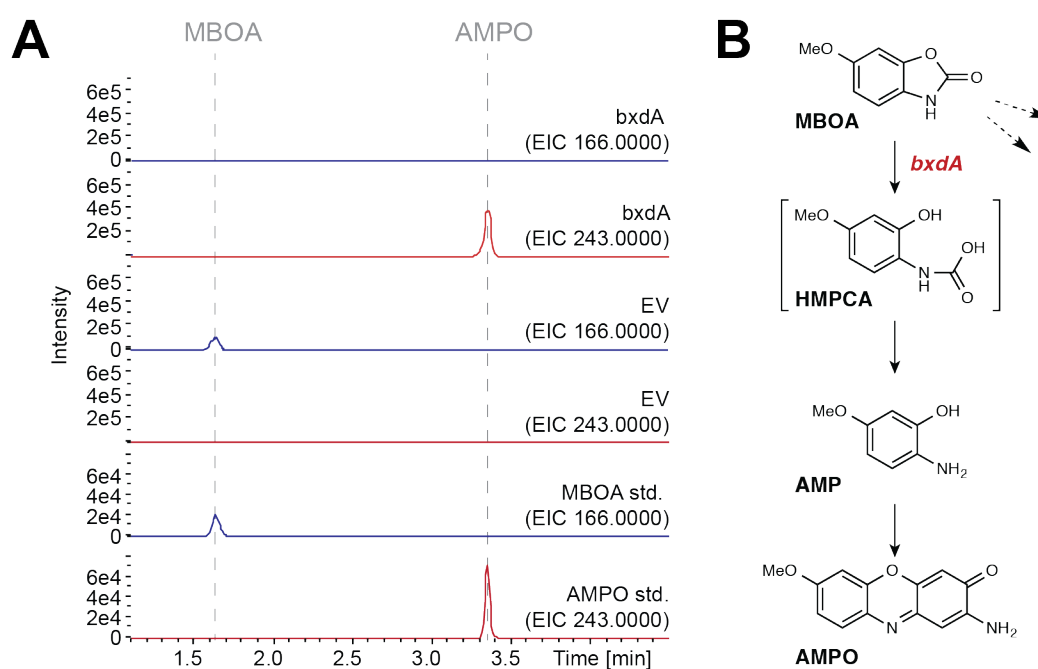 A
MBOA
AMPO
Intensity
6e5
4e5
2e5
0
bxdA
(EIC 166.0000)
6e5
4e5
2e5
bxdA
(EIC 243.0000)
6e5
4e5
2e5
0
EV
(EIC 166.0000)
6e5
4e5
2e5
EV
(EIC 243.0000)
6e4
4e4
2e4
0
MBOA std.
(EIC 166.0000)
6e4
4e4
2e4
0
AMPO std.
(EIC 243.0000)
1.5 2.0 2.5 3.0 3.5 Time [min]
B
MeO
O
O
N
H
MBOA
bxdA
MeO
OH
OH
N
H
O
HMPCA
MeO
OH
NH2
AMP
MeO
O
O
N
NH2
AMPO